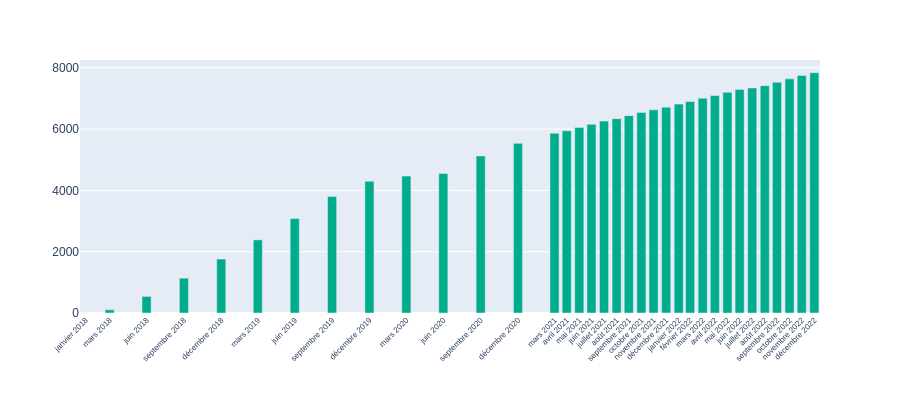 8000
6000
4000
2000
0
janvier 2018
mars 2018
juin 2018
septembre 2018
décembre 2018
mars 2019
juin 2019
septembre 2019
décembre 2019
mars 2020
juin 2020
septembre 2020
décembre 2020
mars 2021
avril 2021
mai 2021
juin 2021
juillet 2021
août 2021
septembre 2021
octobre 2021
novembre 2021
décembre 2021
janvier 2022
février 2022
mars 2022
avril 2022
mai 2022
juin 2022
juillet 2022
août 2022
septembre 2022
octobre 2022
novembre 2022
décembre 2022